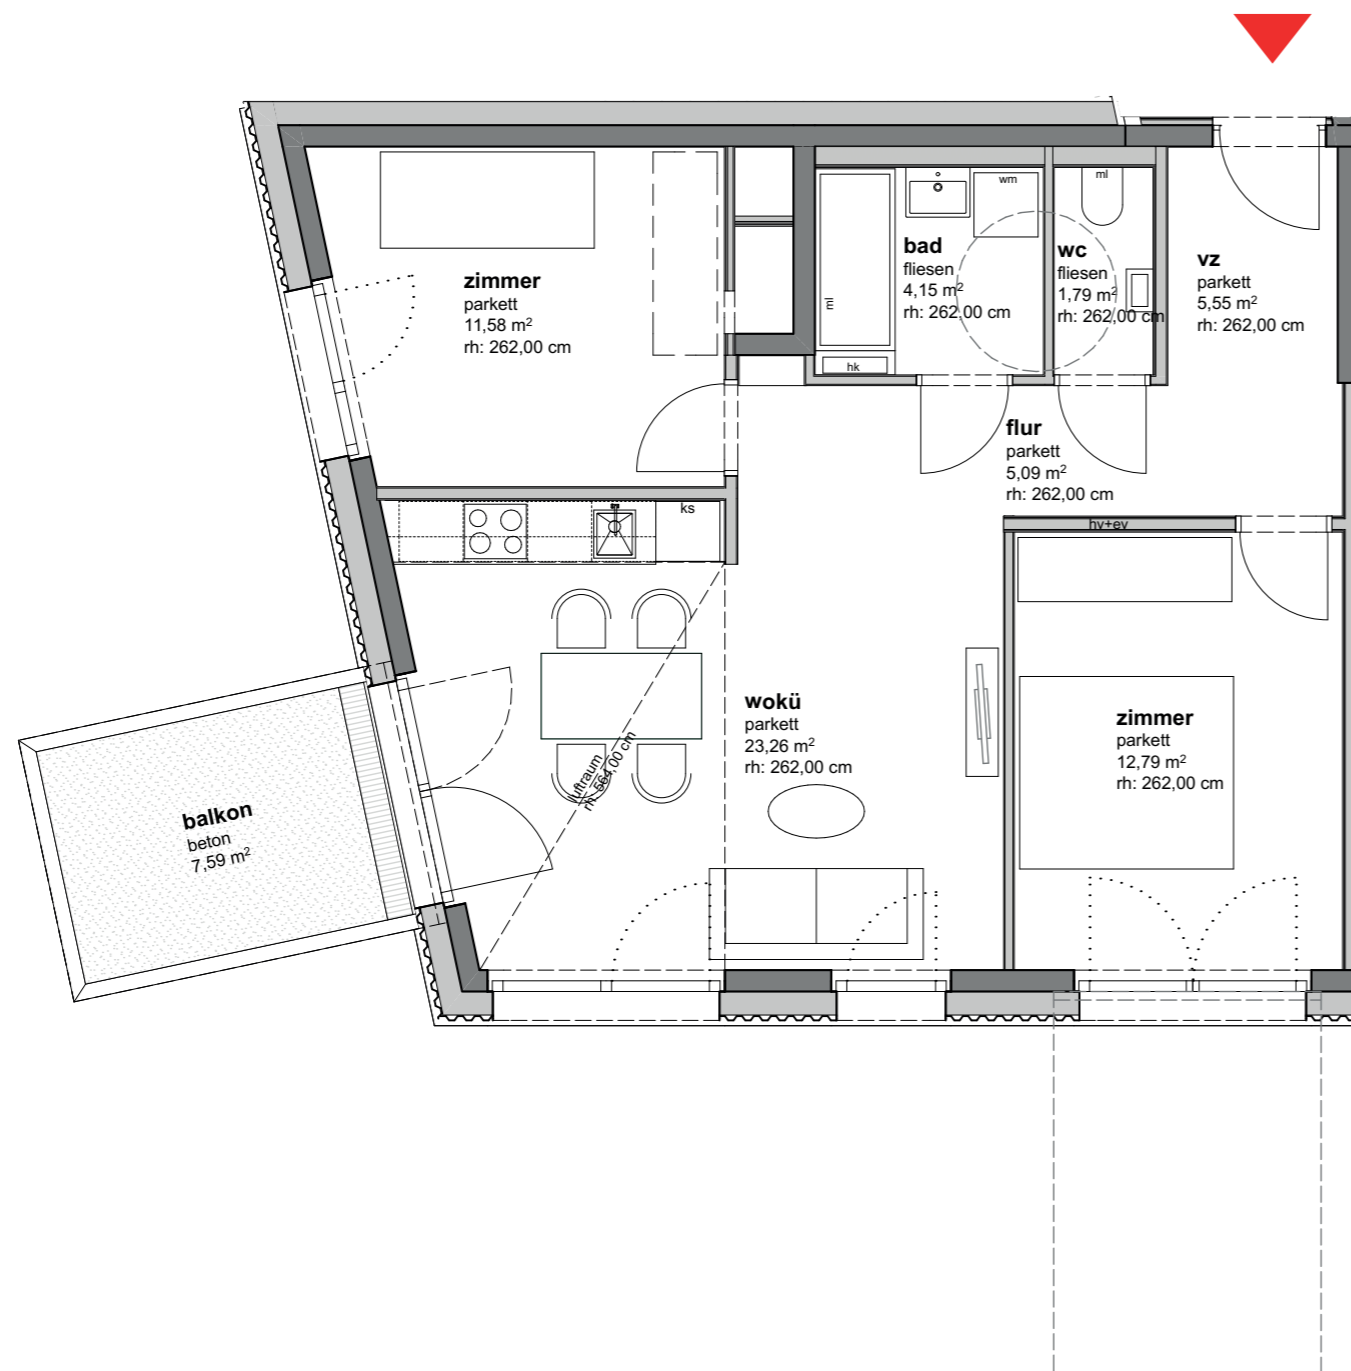 zimmer
parkett
11,58 m²
rh: 262,00 cm
bad
fliesen
4,15 m²
rh: 262,00 cm
wm
ml
hk
ml
wc
fliesen
1,79 m²
rh: 262,00 cm
vz
parkett
5,55 m²
rh: 262,00 cm
flur
parkett
5,09 m²
rh: 262,00 cm
hv+ev
ks
wokü
parkett
23,26 m²
rh: 262,00 cm
luftraum
rh: 564,00 cm
zimmer
parkett
12,79 m²
rh: 262,00 cm
balkon
beton
7,59 m²